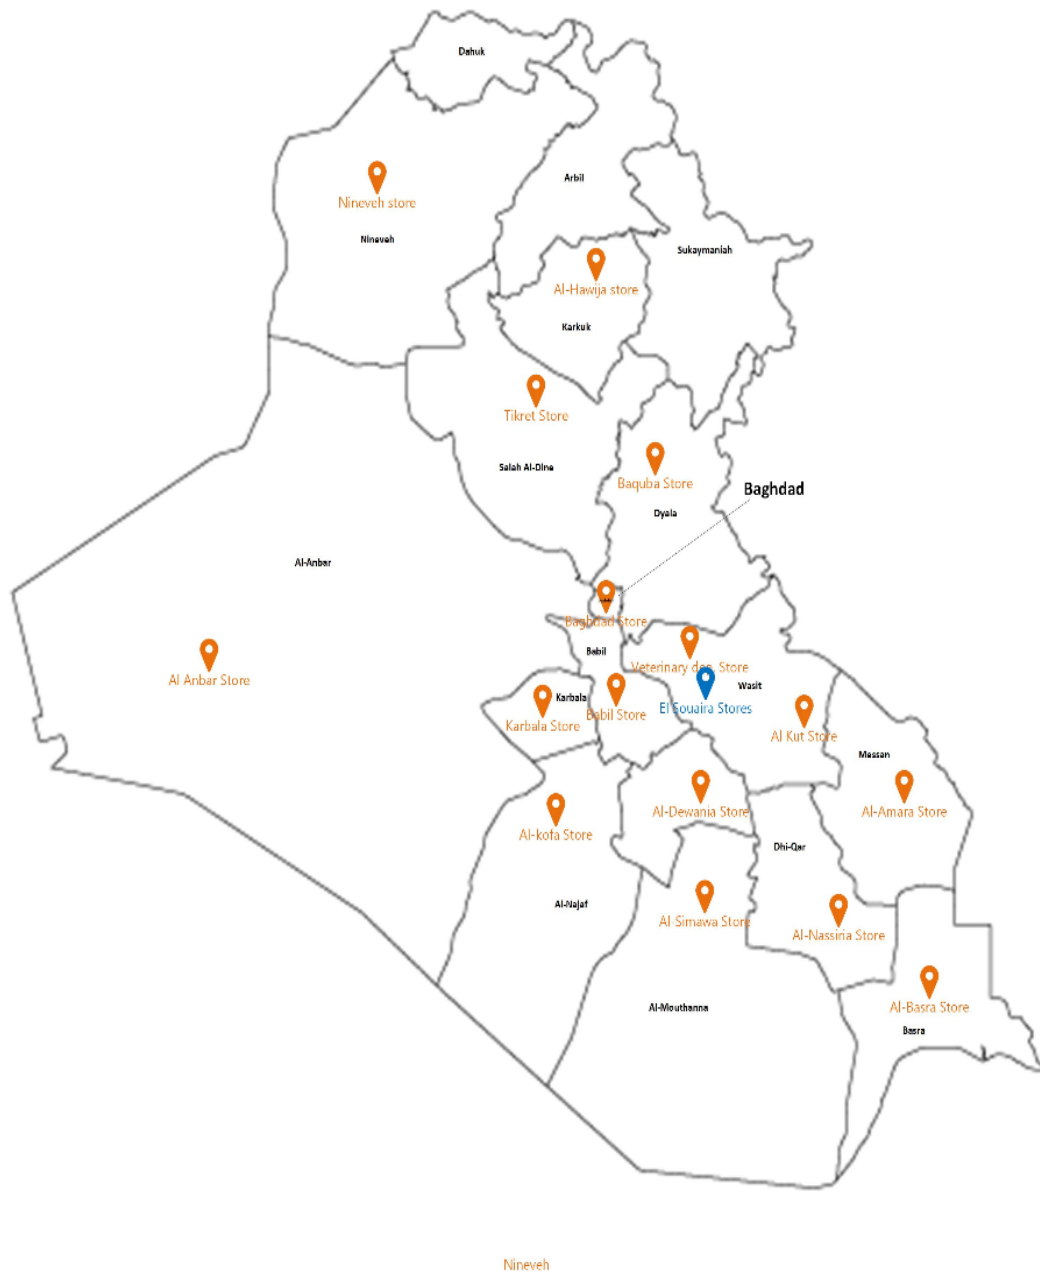 Dahuk
Nineveh store
Nineveh
Arbil
Sukaymaniah
Al-Hawija store
Karkuk
Tikret Store
Salah Al-Dine
Baquba Store
Baghdad
Dyala
Al-Anbar
Baghdad Store
Babil
Veterinary dep. Store
Al Anbar Store
Wasit
El Souaira Stores
Karbala
Karbala Store
Babil Store
Al Kut Store
Messan
Al-Dewania Store
Al-Amara Store
Al-kofa Store
Dhi-Qar
Al-Najaf
Al-Simawa Store
Al-Nassiria Store
Al-Mouthanna
Al-Basra Store
Basra
Nineveh